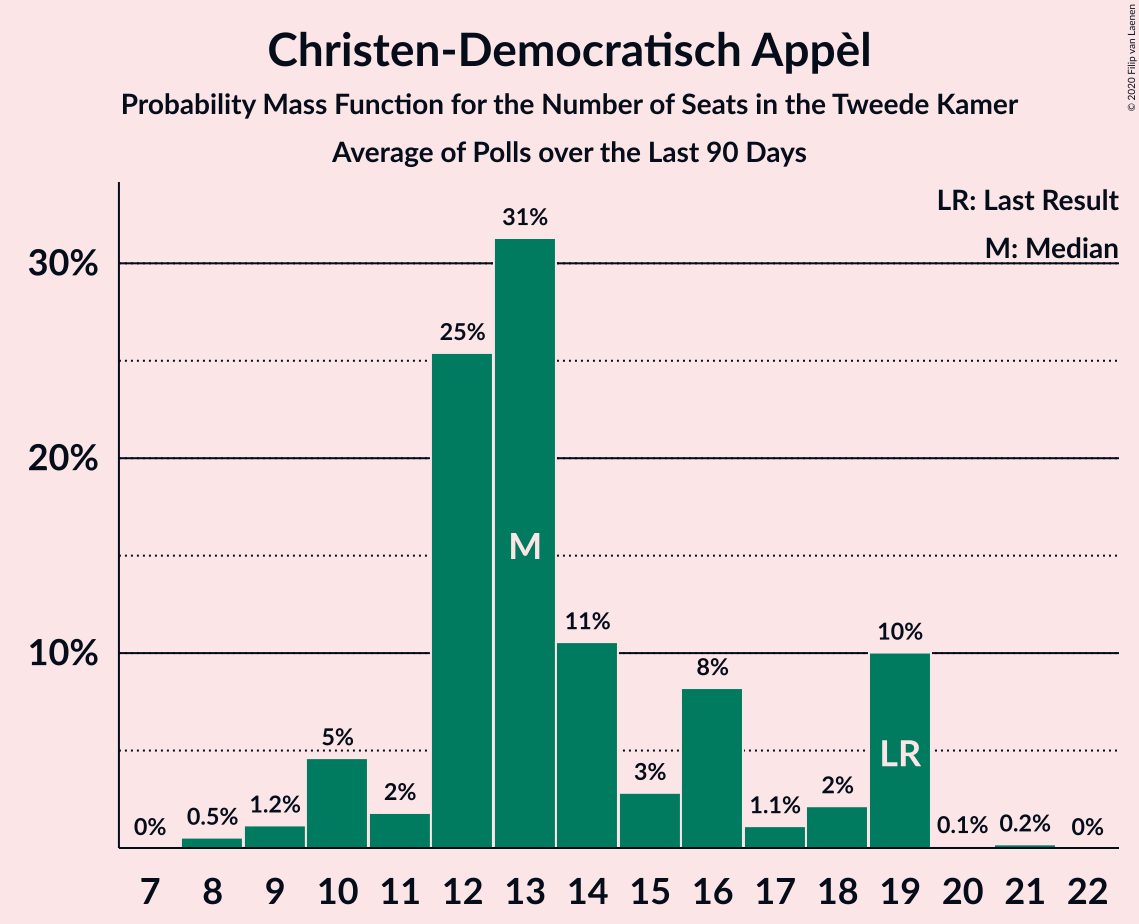 Christen-Democratisch Appèl
Probability Mass Function for the Number of Seats in the Tweede Kamer
Average of Polls over the Last 90 Days
© 2020 Filip van Laenen
LR: Last Result
M: Median
30%
20%
10%
0%
0.5%
1.2%
5%
2%
25%
31%
11%
3%
8%
1.1%
2%
10%
0.1%
0.2%
0%
M
LR
7 8 9 10 11 12 13 14 15 16 17 18 19 20 21 22